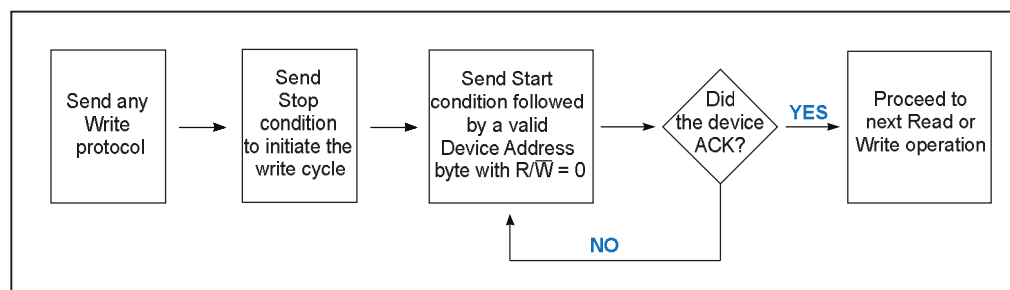 Send any
Write
protocol
Send
Stop
condition
to initiate the
write cycle
Send Start
condition followed
by a valid
Device Address
byte with R/W̅ = 0
Did
the device
ACK?
YES
NO
Proceed to
next Read or
Write operation